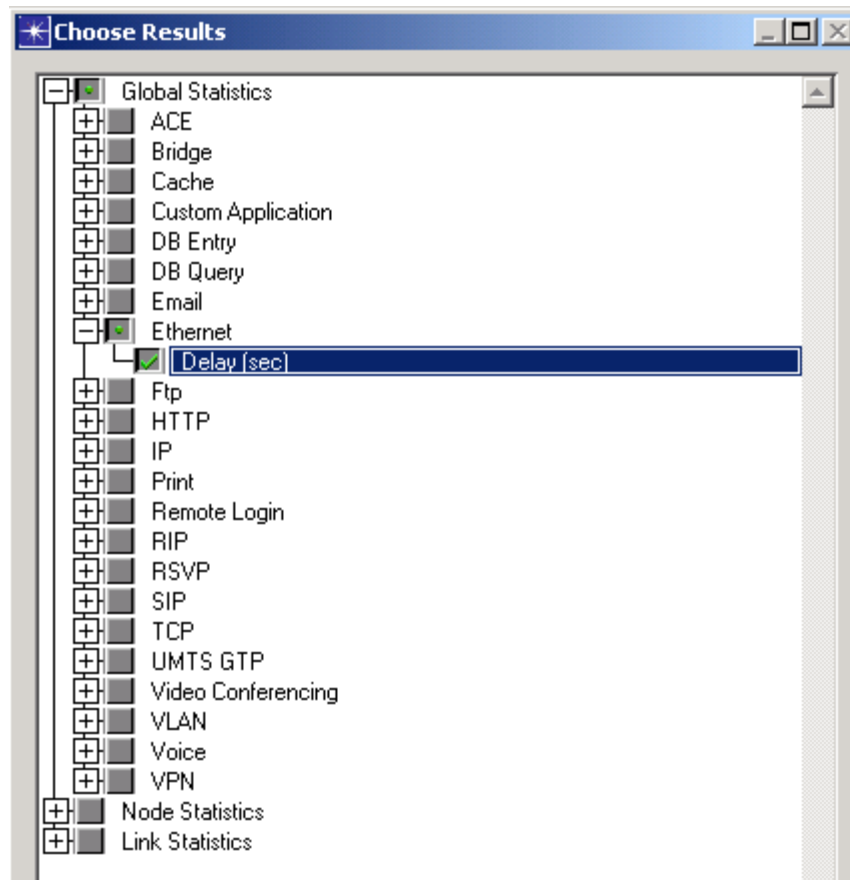 Choose Results
Global Statistics
ACE
Bridge
Cache
Custom Application
DB Entry
DB Query
Email
Ethernet
Delay (sec)
Ftp
HTTP
IP
Print
Remote Login
RIP
RSVP
SIP
TCP
UMTS GTP
Video Conferencing
VLAN
Voice
VPN
Node Statistics
Link Statistics